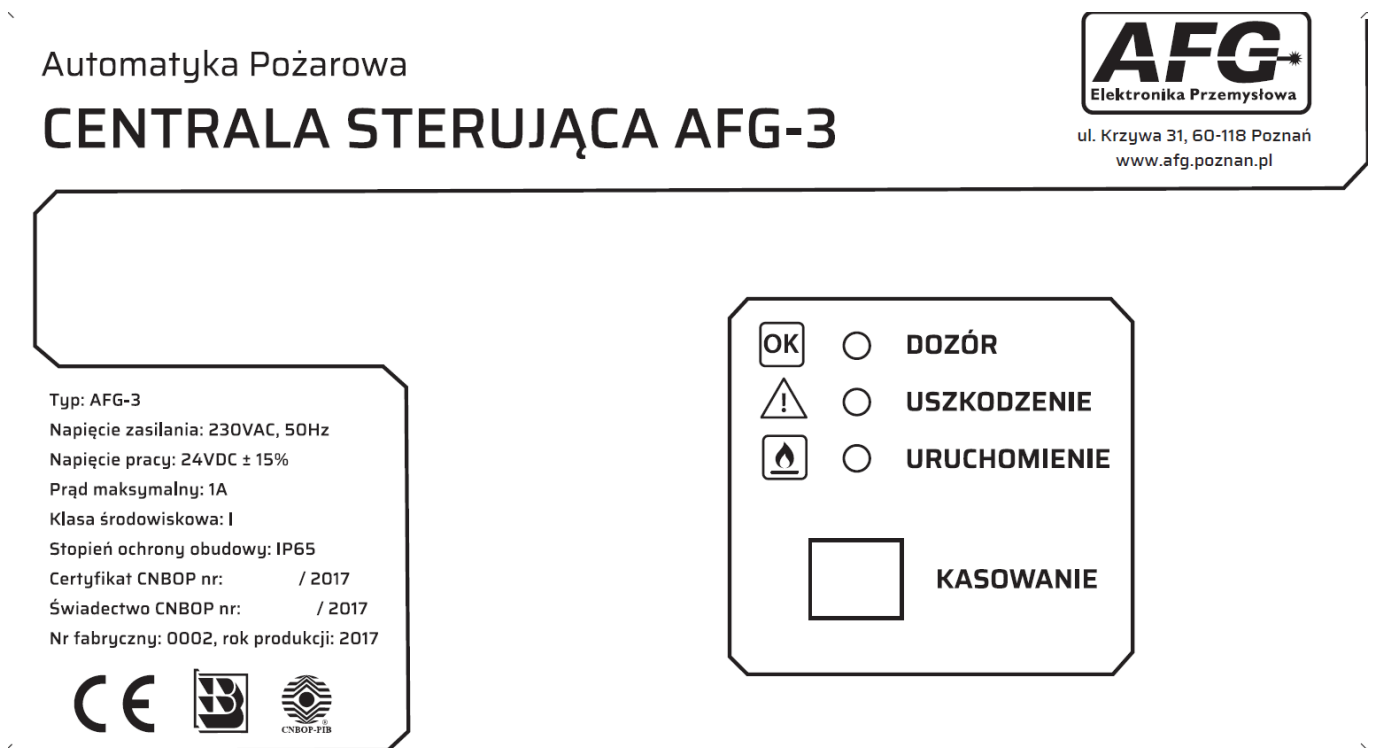 Automatyka Pożarowa
CENTRALA STERUJĄCA AFG-3
AFG
Elektronika Przemysłowa
ul. Krzywa 31, 60-118 Poznań
www.afg.poznan.pl
Typ: AFG-3
Napięcie zasilania: 230VAC, 50Hz
Napięcie pracy: 24VDC ± 15%
Prąd maksymalny: 1A
Klasa środowiskowa: I
Stopień ochrony obudowy: IP65
Certyfikat CNBOP nr: / 2017
Świadectwo CNBOP nr: / 2017
Nr fabryczny: 0002, rok produkcji: 2017
CE
B
CNBOP-PIB
®
OK DOZÓR
! USZKODZENIE
URUCHOMIENIE
KASOWANIE